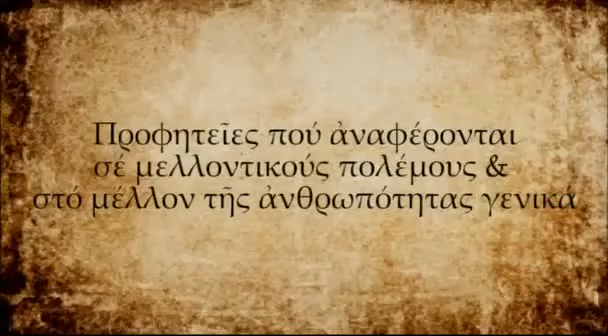 Προφητεῖες πού ἀναφέρονται
σέ μελλοντικούς πολέμους &
στό μέλλον τῆς ἀνθρωπότητας γενικά